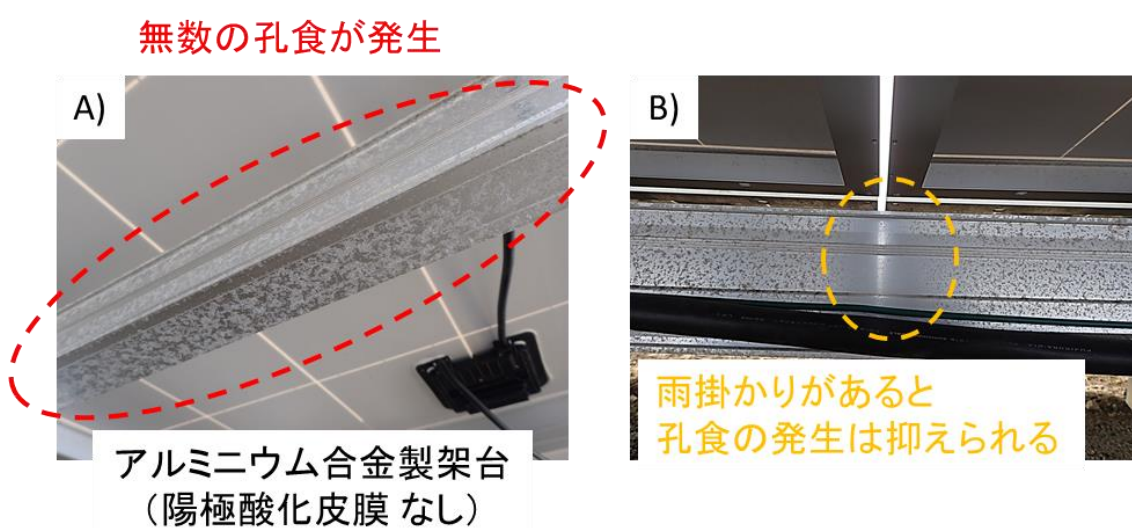 無数の孔食が発生
A)
B)
雨掛かりがあると
孔食の発生は抑えられる
アルミニウム合金製架台
（陽極酸化皮膜 なし）